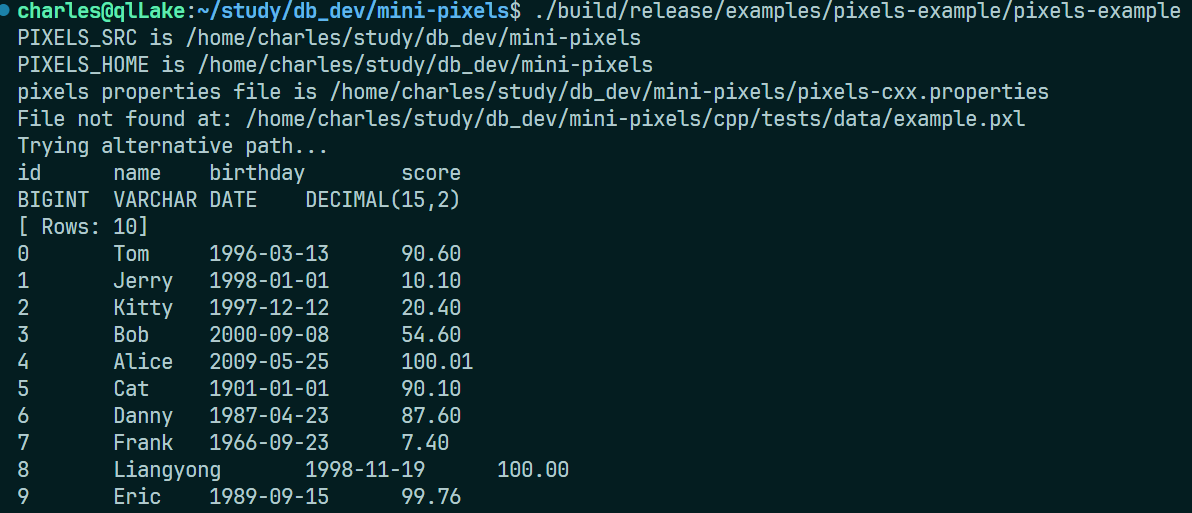 charles@qlLake:~/study/db_dev/mini-pixels$ ./build/release/examples/pixels-example/pixels-example
PIXELS_SRC is /home/charles/study/db_dev/mini-pixels
PIXELS_HOME is /home/charles/study/db_dev/mini-pixels
pixels properties file is /home/charles/study/db_dev/mini-pixels/pixels-cxx.properties
File not found at: /home/charles/study/db_dev/mini-pixels/cpp/tests/data/example.pxl
Trying alternative path...
id      name    birthday        score
BIGINT  VARCHAR DATE    DECIMAL(15,2)
[ Rows: 10]
0       Tom     1996-03-13      90.60
1       Jerry   1998-01-01      10.10
2       Kitty   1997-12-12      20.40
3       Bob     2000-09-08      54.60
4       Alice   2009-05-25      100.01
5       Cat     1901-01-01      90.10
6       Danny   1987-04-23      87.60
7       Frank   1966-09-23      7.40
8       Liangyong       1998-11-19      100.00
9       Eric    1989-09-15      99.76